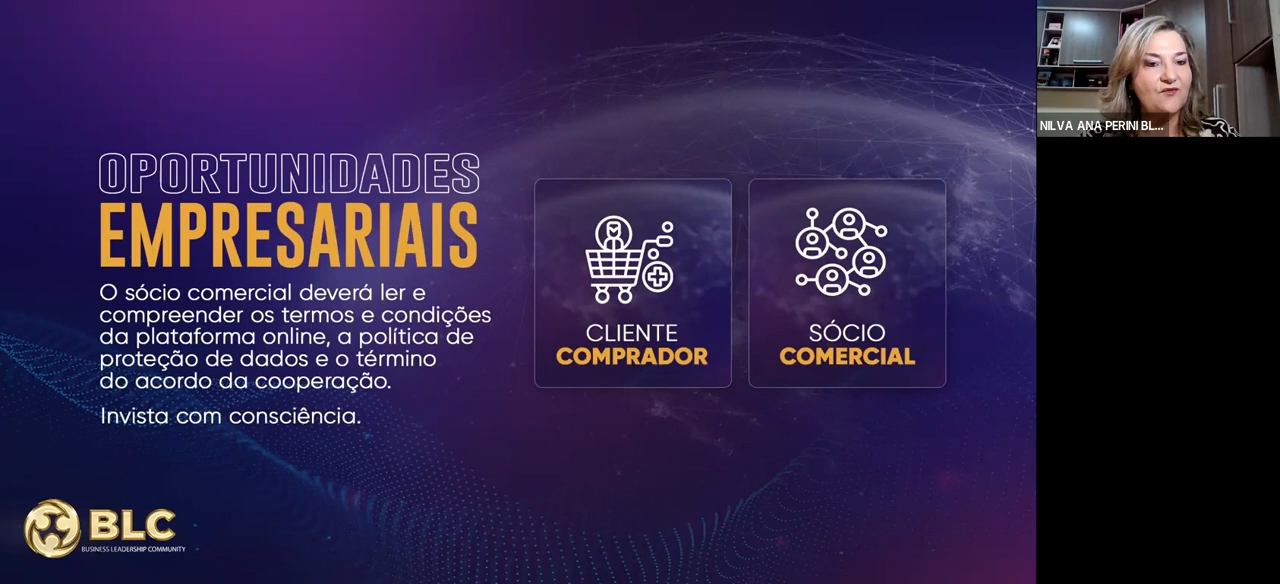 OPORTUNIDADES
EMPRESARIAIS
O sócio comercial deverá ler e
compreender os termos e condições
da plataforma online, a política de
proteção de dados e o término
do acordo da cooperação.
Invista com consciência.
CLIENTE
COMPRADOR
SÓCIO
COMERCIAL
BLC
BUSINESS LEADERSHIP COMMUNITY
NILVA ANA PERINI BL...